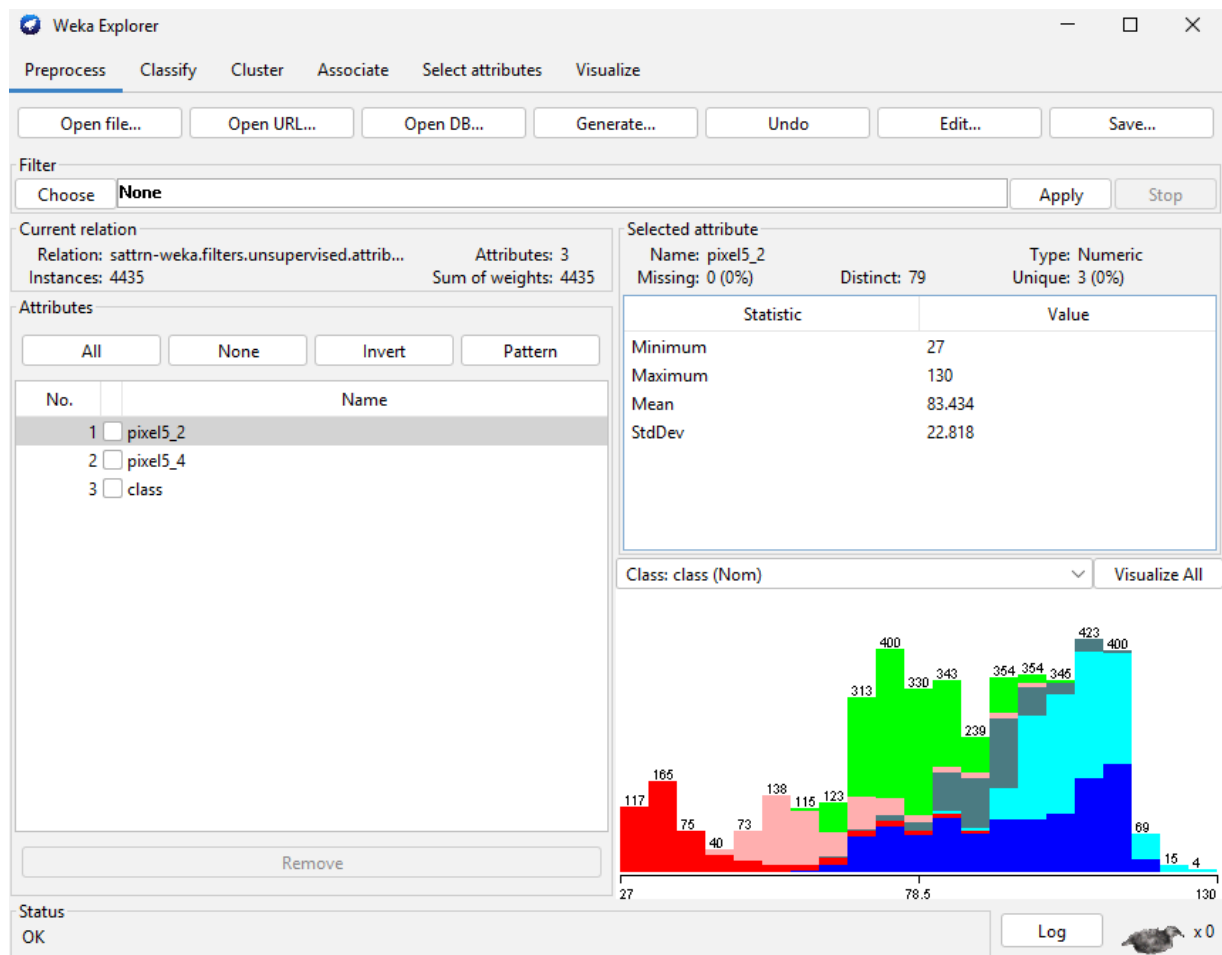 Weka Explorer
Preprocess Classify Cluster Associate Select attributes Visualize
Open file... Open URL... Open DB... Generate... Undo Edit... Save...
Filter
Choose None Apply Stop
Current relation
Relation: sattrn-weka.filters.unsupervised.attrib... Attributes: 3
Instances: 4435 Sum of weights: 4435
Attributes
All None Invert Pattern
No. Name
1 pixel5_2
2 pixel5_4
3 class
Remove
Selected attribute
Name: pixel5_2 Type: Numeric
Missing: 0 (0%) Distinct: 79 Unique: 3 (0%)
Statistic Value
Minimum 27
Maximum 130
Mean 83.434
StdDev 22.818
Class: class (Nom) Visualize All
117 165 75 40 73 138 115 123 313 400 330 343 239 354 354 345 423 400 69 15 4
27 78.5 130
Status
OK
Log x 0